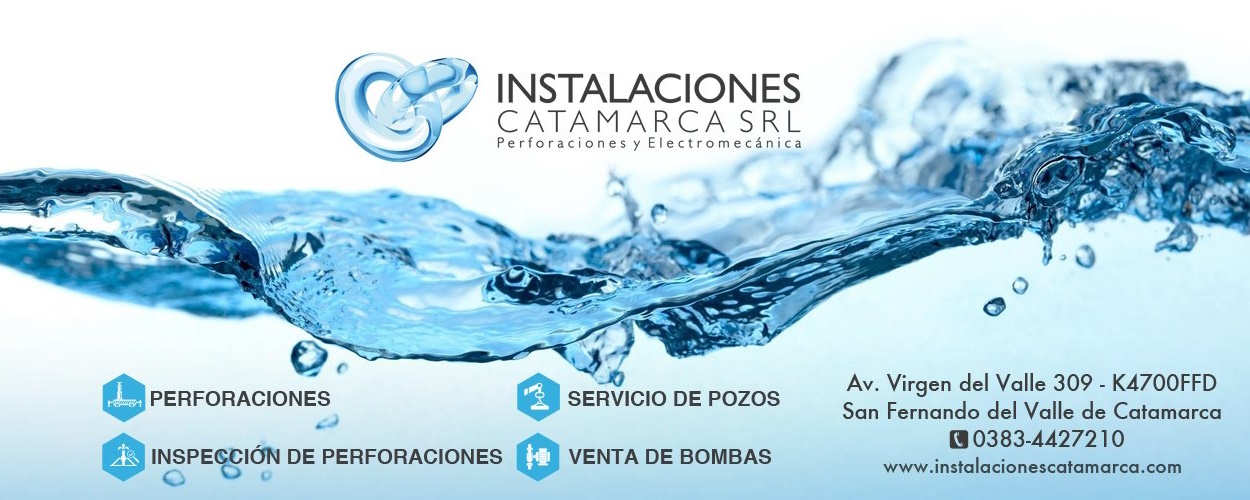 INSTALACIONES
CATAMARCA SRL
Perforaciones y Electromecánica
PERFORACIONES
SERVICIO DE POZOS
INSPECCIÓN DE PERFORACIONES
VENTA DE BOMBAS
Av. Virgen del Valle 309 - K4700FFD
San Fernando del Valle de Catamarca
0383-4427210
www.instalacionescatamarca.com